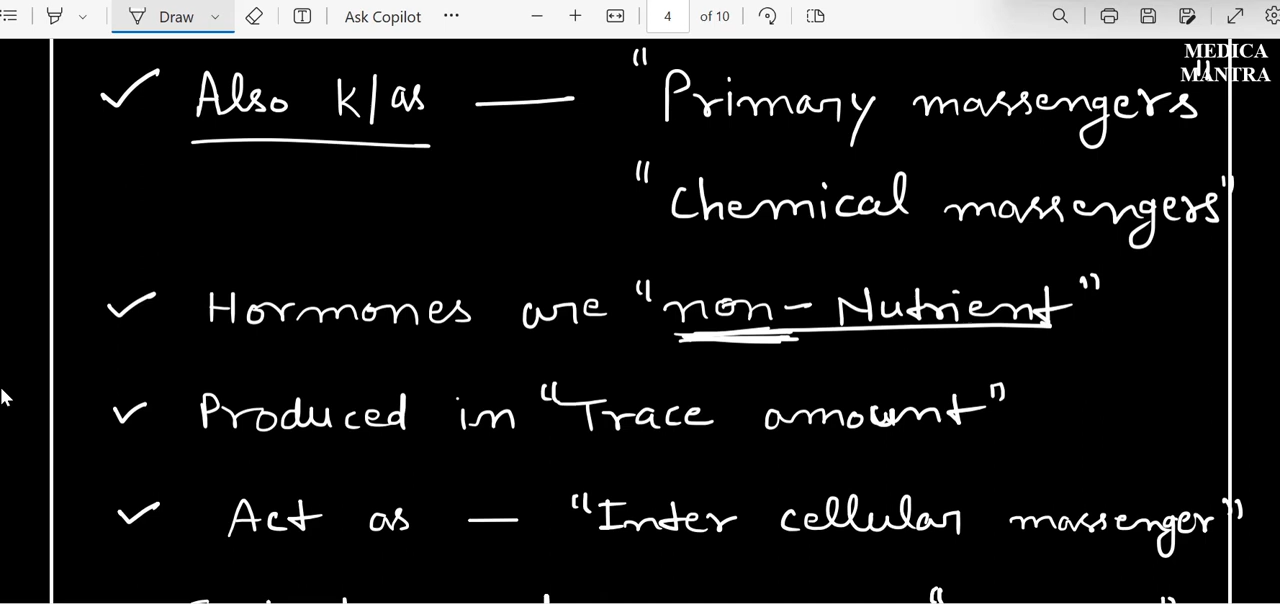 Draw
Ask Copilot
4 of 10
MEDICA
MANTRA
✓ Also k/as — "Primary massengers"
"Chemical massengers"
✓ Hormones are "non-Nutrient"
✓ Produced in "Trace amount"
✓ Act as — "Inter cellular massenger"